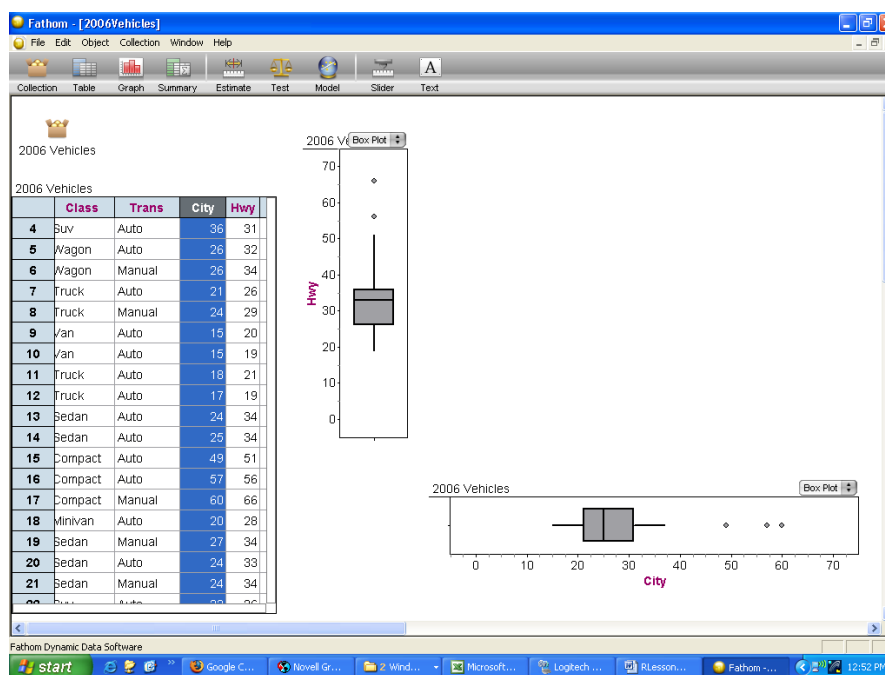 Fathom - [2006Vehicles]
File Edit Object Collection Window Help
Collection Table Graph Summary Estimate Test Model Slider Text
2006 Vehicles
2006 Vehicles
Class Trans City Hwy
4 Suv Auto 36 31
5 Wagon Auto 26 32
6 Wagon Manual 26 34
7 Truck Auto 21 26
8 Truck Manual 24 29
9 Van Auto 15 20
10 Van Auto 15 19
11 Truck Auto 18 21
12 Truck Auto 17 19
13 Sedan Auto 24 34
14 Sedan Auto 25 34
15 Compact Auto 49 51
16 Compact Auto 57 56
17 Compact Manual 60 66
18 Minivan Auto 20 28
19 Sedan Manual 27 34
20 Sedan Auto 24 33
21 Sedan Manual 24 34
2006 Ve Box Plot
70
60
50
40
30
20
10
0
Hwy
2006 Vehicles Box Plot
0 10 20 30 40 50 60 70
City
Fathom Dynamic Data Software
start Google C... Novell Gr... 2 Wind... Microsoft... Logitech ... RLesson... Fathom -... 12:52 PM